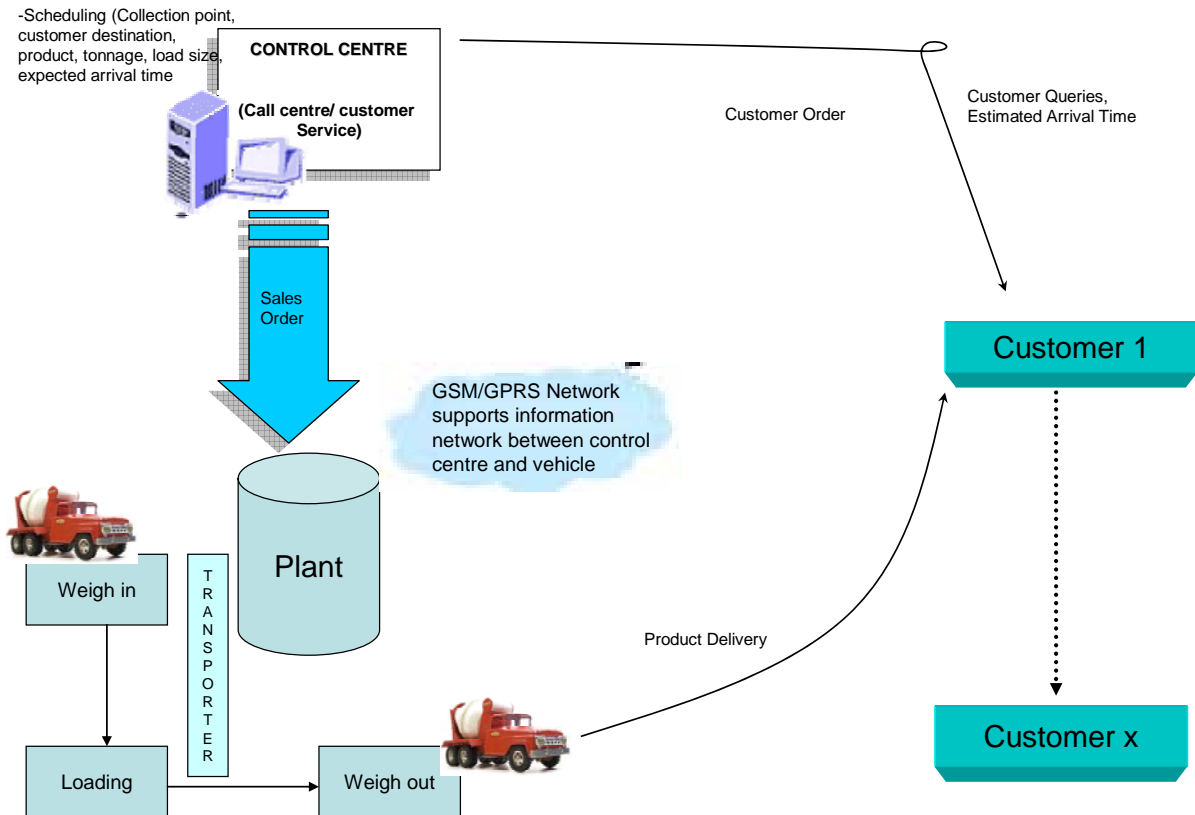 -Scheduling (Collection point,
customer destination,
product, tonnage, load size,
expected arrival time
CONTROL CENTRE
(Call centre/ customer
Service)
Customer Order
Customer Queries,
Estimated Arrival Time
Sales
Order
Customer 1
GSM/GPRS Network
supports information
network between control
centre and vehicle
Plant
Weigh in
T
R
A
N
S
P
O
R
T
E
R
Product Delivery
Customer x
Loading
Weigh out